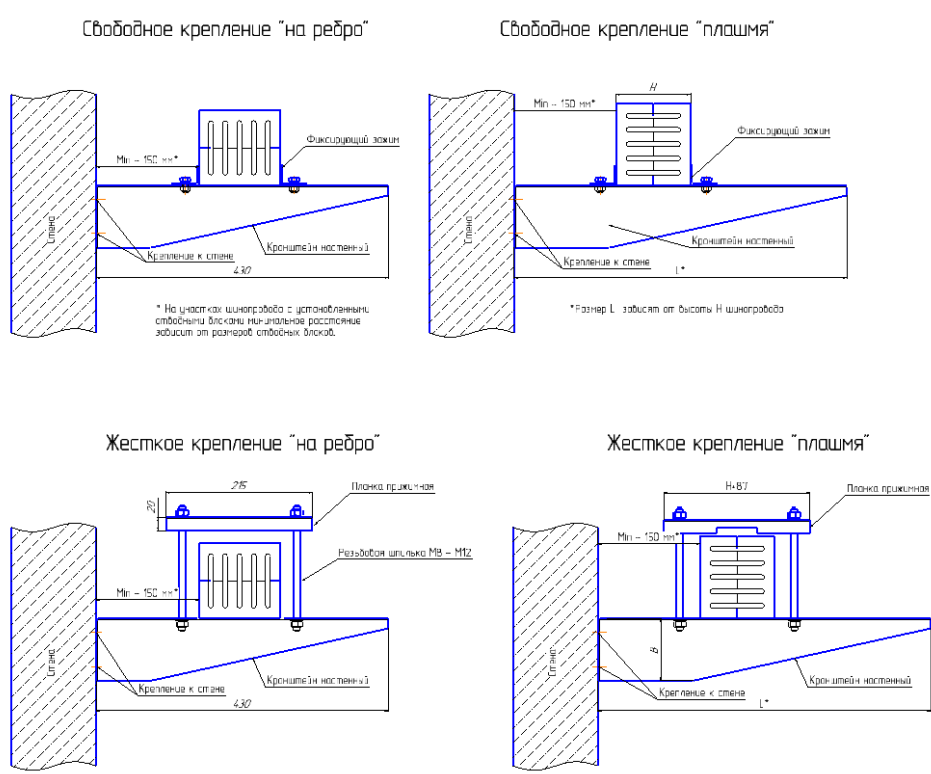 Свободное крепление "на ребро"
Свободное крепление "плашмя"
Фиксирующий зажим
Min - 150 мм*
Стена
Кронштейн настенный
Крепление к стене
430
* На участках шинопровода с установленными
отводными блоками минимальное расстояние
зависит от размеров отводных блоков.
H
Min - 150 мм*
Фиксирующий зажим
Стена
Кронштейн настенный
Крепление к стене
L*
*Размер L зависят от высоты H шинопровода
Жесткое крепление "на ребро"
Жесткое крепление "плашмя"
215
20
Планка прижимная
Резьбовая шпилька M8 - M12
Min - 150 мм*
Стена
Кронштейн настенный
Крепление к стене
430
H+87
Планка прижимная
Min - 150 мм*
Стена
B
Кронштейн настенный
Крепление к стене
L*